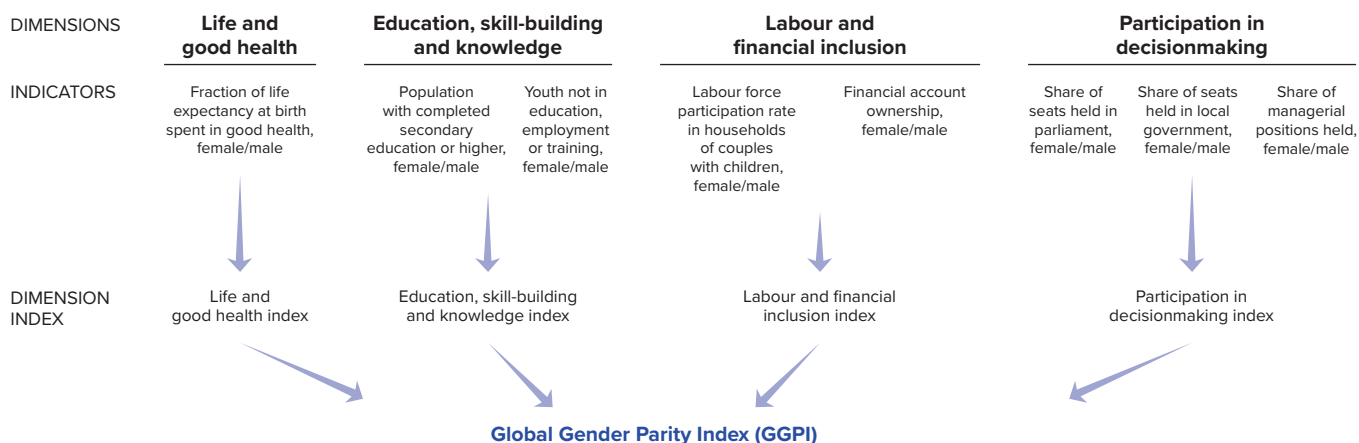 DIMENSIONS
Life and
good health
Education, skill-building
and knowledge
Labour and
financial inclusion
Participation in
decisionmaking
INDICATORS
Fraction of life
expectancy at birth
spent in good health,
female/male
Population
with completed
secondary
education or higher,
female/male
Youth not in
education,
employment
or training,
female/male
Labour force
participation rate
in households
of couples
with children,
female/male
Financial account
ownership,
female/male
Share of
seats held in
parliament,
female/male
Share of seats
held in local
government,
female/male
Share of
managerial
positions held,
female/male
DIMENSION
INDEX
Life and
good health index
Education, skill-building
and knowledge index
Labour and financial
inclusion index
Participation in
decisionmaking index
Global Gender Parity Index (GGPI)